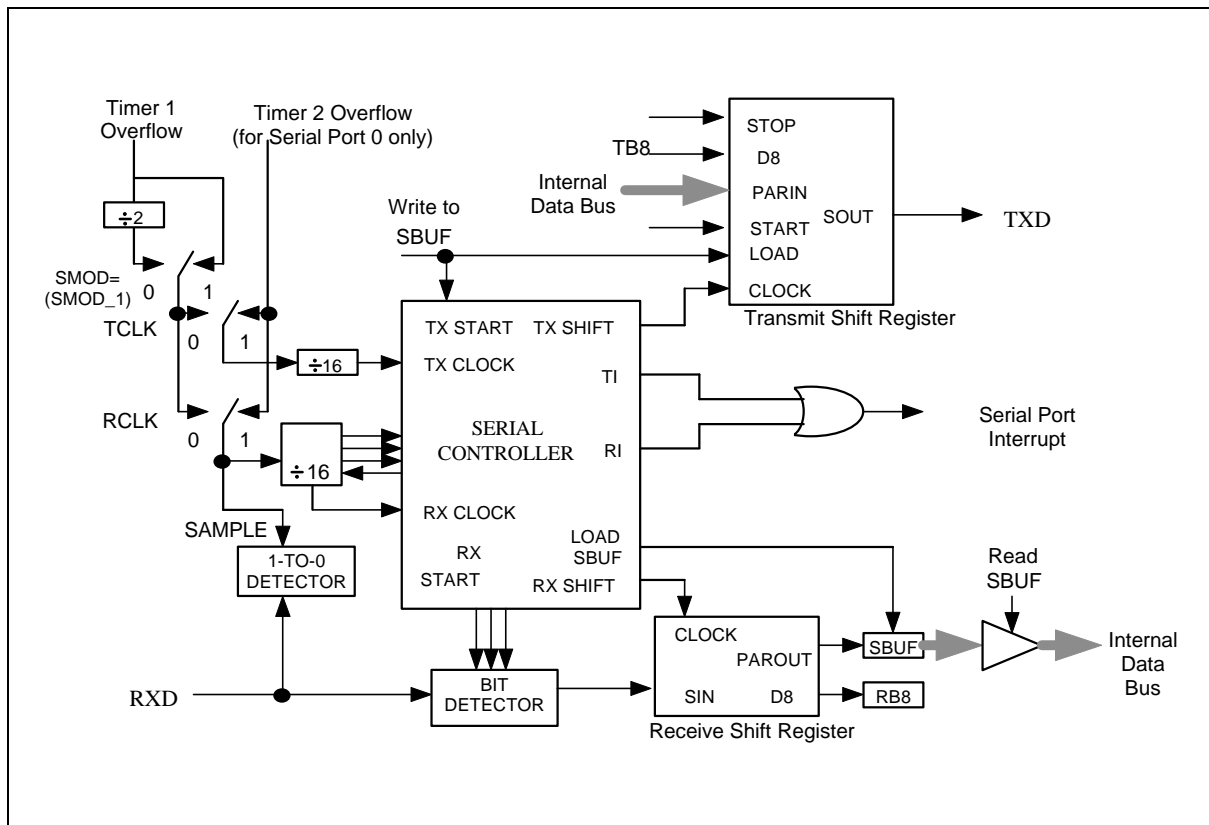 Timer 1
Overflow
Timer 2 Overflow
(for Serial Port 0 only)
÷2
SMOD=
(SMOD_1)
0
1
TCLK
0
1
RCLK
0
1
÷16
÷16
SAMPLE
1-TO-0
DETECTOR
RXD
Write to
SBUF
TB8
Internal
Data Bus
STOP
D8
PARIN
START
LOAD
CLOCK
SOUT
TXD
Transmit Shift Register
TX START
TX SHIFT
TX CLOCK
TI
SERIAL
CONTROLLER
RI
RX CLOCK
LOAD
SBUF
RX
START
RX SHIFT
Serial Port
Interrupt
BIT
DETECTOR
CLOCK
PAROUT
SIN
D8
Receive Shift Register
SBUF
RB8
Read
SBUF
Internal
Data
Bus